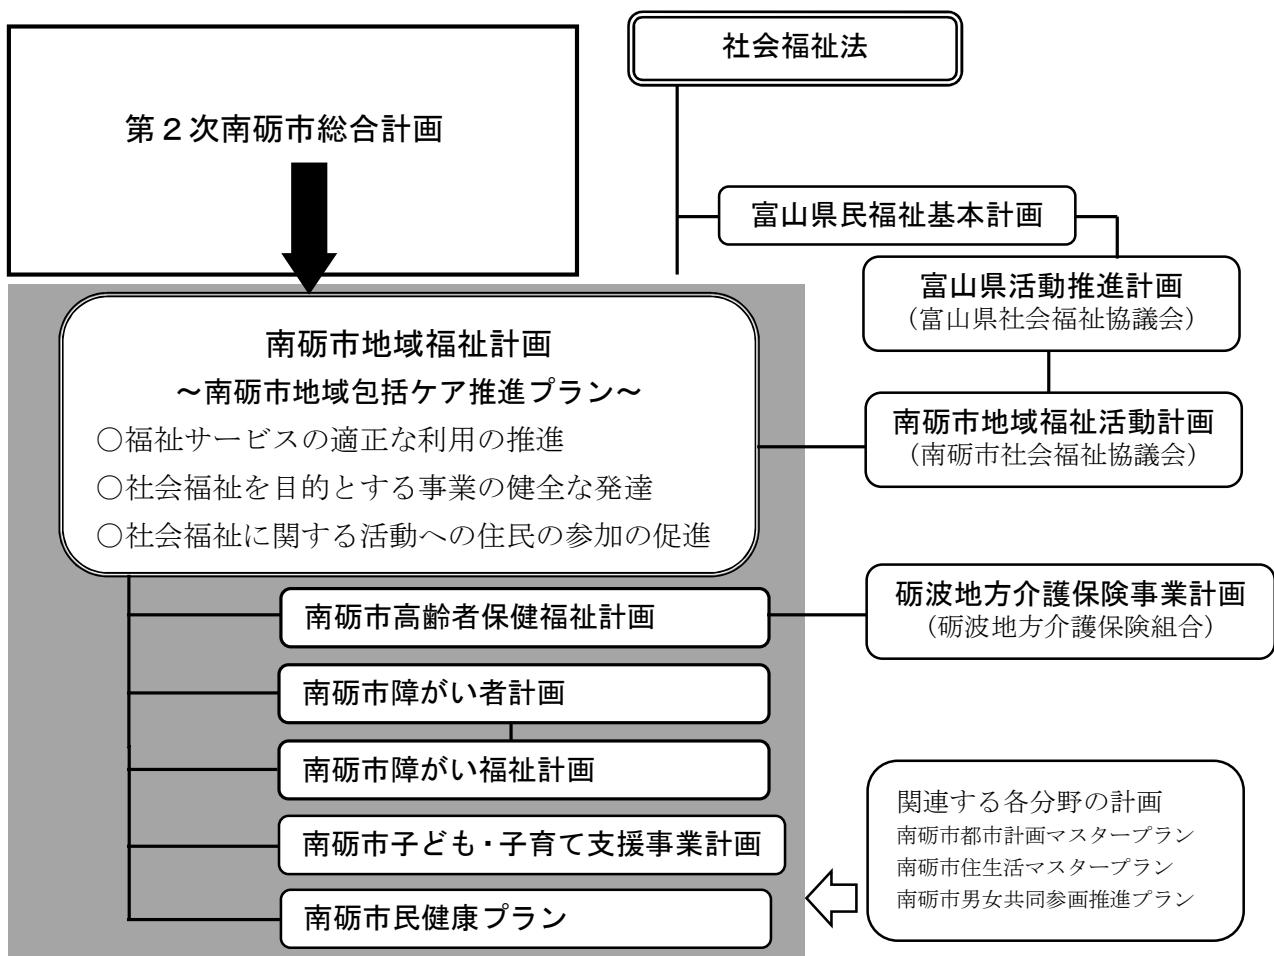 社会福祉法
第２次南砺市総合計画
富山県民福祉基本計画
富山県活動推進計画
（富山県社会福祉協議会）
南砺市地域福祉計画
～南砺市地域包括ケア推進プラン～
○福祉サービスの適正な利用の推進
○社会福祉を目的とする事業の健全な発達
○社会福祉に関する活動への住民の参加の促進
南砺市地域福祉活動計画
（南砺市社会福祉協議会）
南砺市高齢者保健福祉計画
砺波地方介護保険事業計画
（砺波地方介護保険組合）
南砺市障がい者計画
南砺市障がい福祉計画
南砺市子ども・子育て支援事業計画
南砺市民健康プラン
関連する各分野の計画
南砺市都市計画マスタープラン
南砺市住生活マスタープラン
南砺市男女共同参画推進プラン